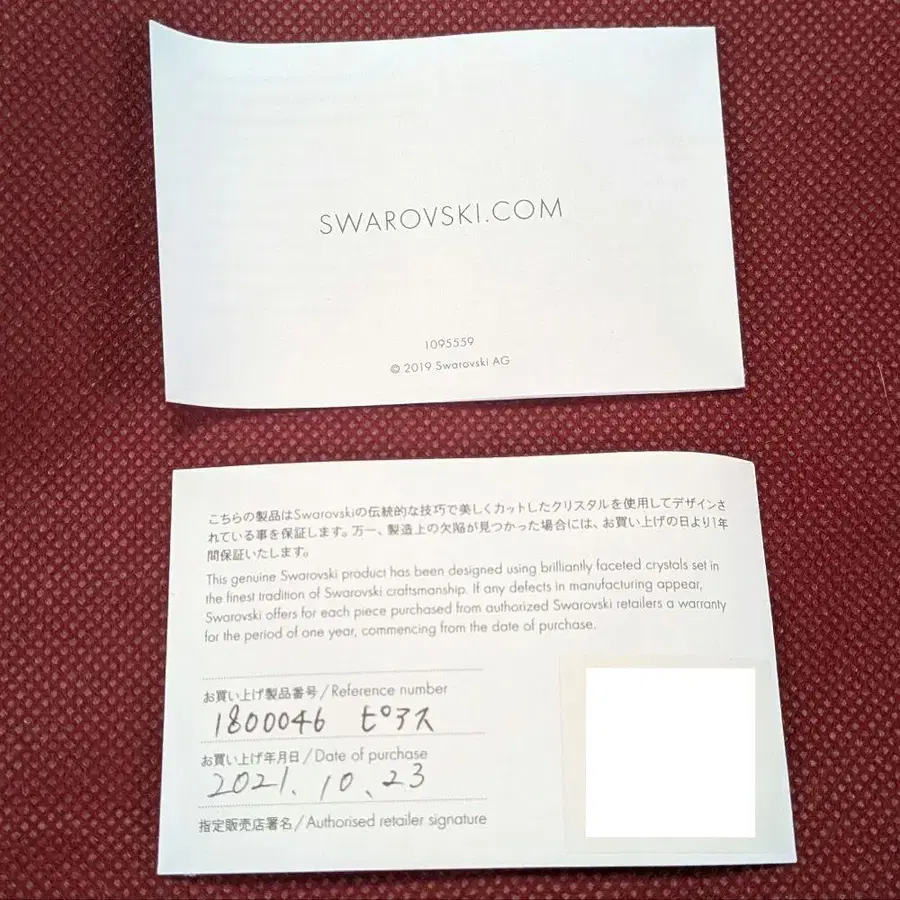 SWAROVSKI.COM
1095559
© 2019 Swarovski AG
こちらの製品はSwarovskiの伝統的な技巧で美しくカットしたクリスタルを使用してデザインさ
れている事を保証します。万一、製造上の欠陥が見つかった場合には、お買い上げの日より1年
間保証いたします。
This genuine Swarovski product has been designed using brilliantly faceted crystals set in
the finest tradition of Swarovski craftsmanship. If any defects in manufacturing appear,
Swarovski offers for each piece purchased from authorized Swarovski retailers a warranty
for the period of one year, commencing from the date of purchase.
お買い上げ製品番号/Reference number
1800046 ピアス
お買い上げ年月日/Date of purchase
2021. 10. 23
指定販売店署名/Authorised retailer signature